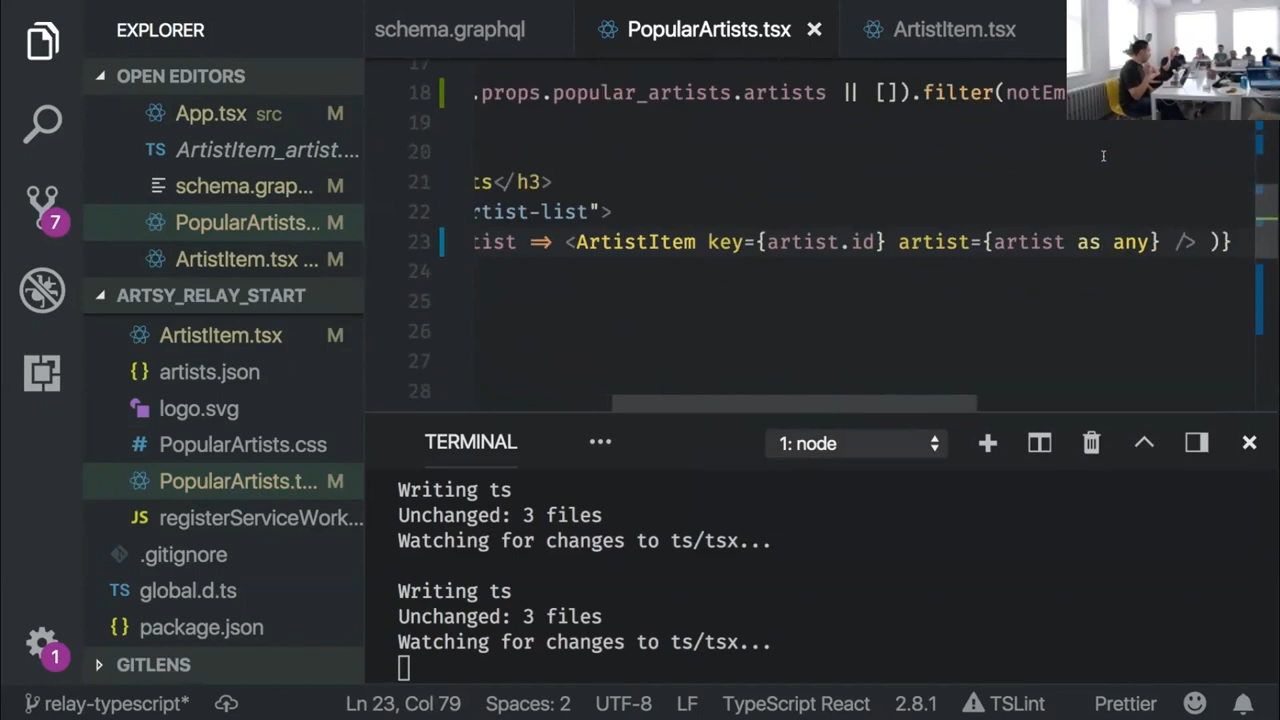 EXPLORER
OPEN EDITORS
App.tsx src M
TS ArtistItem_artist....
schema.grap... M
PopularArtists... M
ArtistItem.tsx ... M
ARTSY_RELAY_START
ArtistItem.tsx M
{} artists.json
logo.svg
# PopularArtists.css
PopularArtists.t... M
JS registerServiceWork...
.gitignore
TS global.d.ts
{} package.json
GITLENS
7
1
schema.graphql PopularArtists.tsx × ArtistItem.tsx
17
18 .props.popular_artists.artists || []).filter(notEm
19
20
21 ts</h3>
22 rtist-list">
23 tist => <ArtistItem key={artist.id} artist={artist as any} /> )}
24
25
26
27
28
TERMINAL ... 1: node
Writing ts
Unchanged: 3 files
Watching for changes to ts/tsx...
Writing ts
Unchanged: 3 files
Watching for changes to ts/tsx...
relay-typescript* Ln 23, Col 79 Spaces: 2 UTF-8 LF TypeScript React 2.8.1 TSLint Prettier